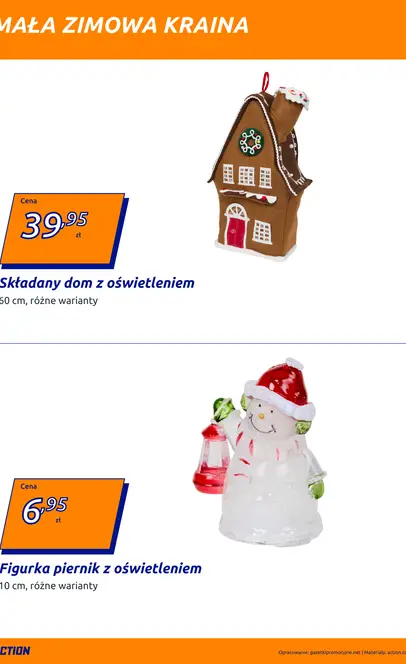 MAŁA ZIMOWA KRAINA
Cena
39,95
zł
Składany dom z oświetleniem
60 cm, różne warianty
Cena
6,95
zł
Figurka piernik z oświetleniem
10 cm, różne warianty
CTION
Opracowanie: gazetkipromocyjne.net | Materiały: action.c